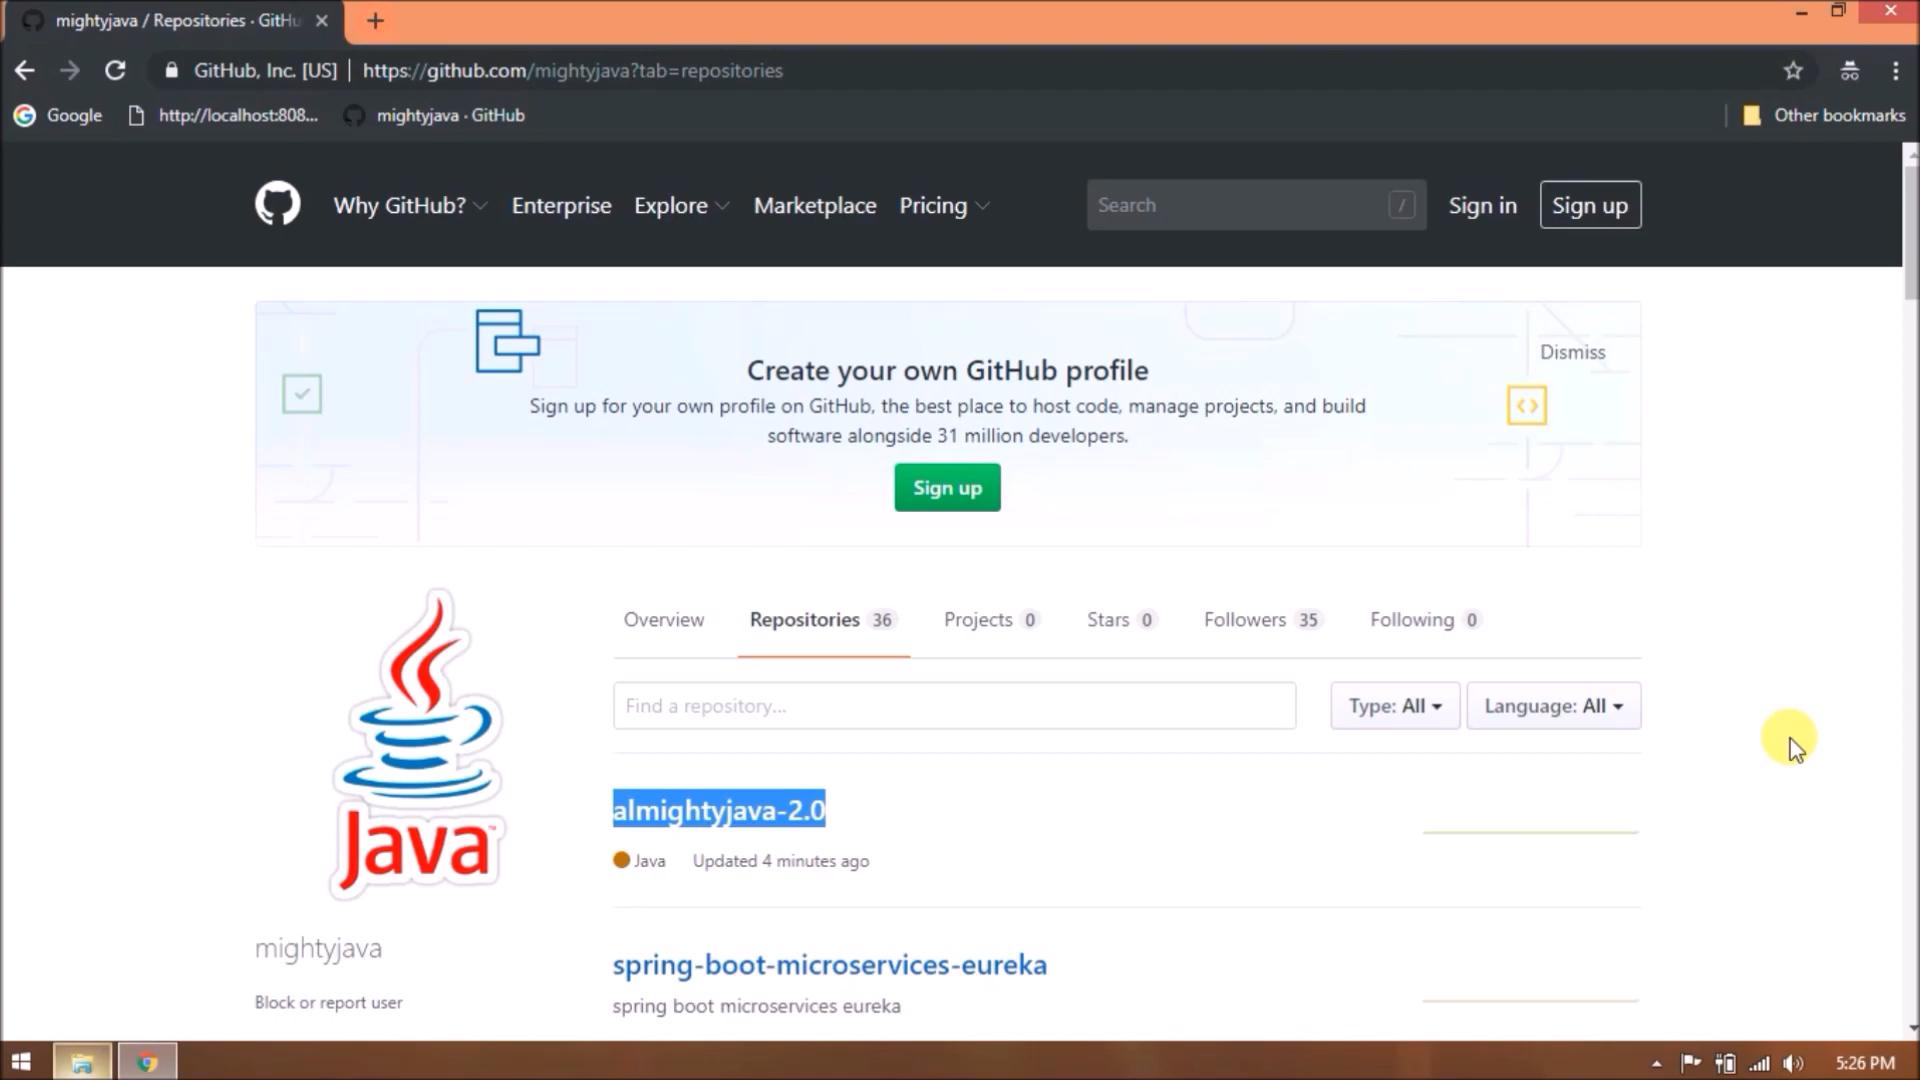 mightyjava / Repositories · GitHu
GitHub, Inc. [US] | https://github.com/mightyjava?tab=repositories
Google http://localhost:808... mightyjava · GitHub Other bookmarks
Why GitHub? Enterprise Explore Marketplace Pricing Search / Sign in Sign up
Dismiss
Create your own GitHub profile
Sign up for your own profile on GitHub, the best place to host code, manage projects, and build
software alongside 31 million developers.
Sign up
Overview Repositories 36 Projects 0 Stars 0 Followers 35 Following 0
Find a repository... Type: All Language: All
almightyjava-2.0
Java Updated 4 minutes ago
Java
mightyjava
Block or report user
spring-boot-microservices-eureka
spring boot microservices eureka
5:26 PM